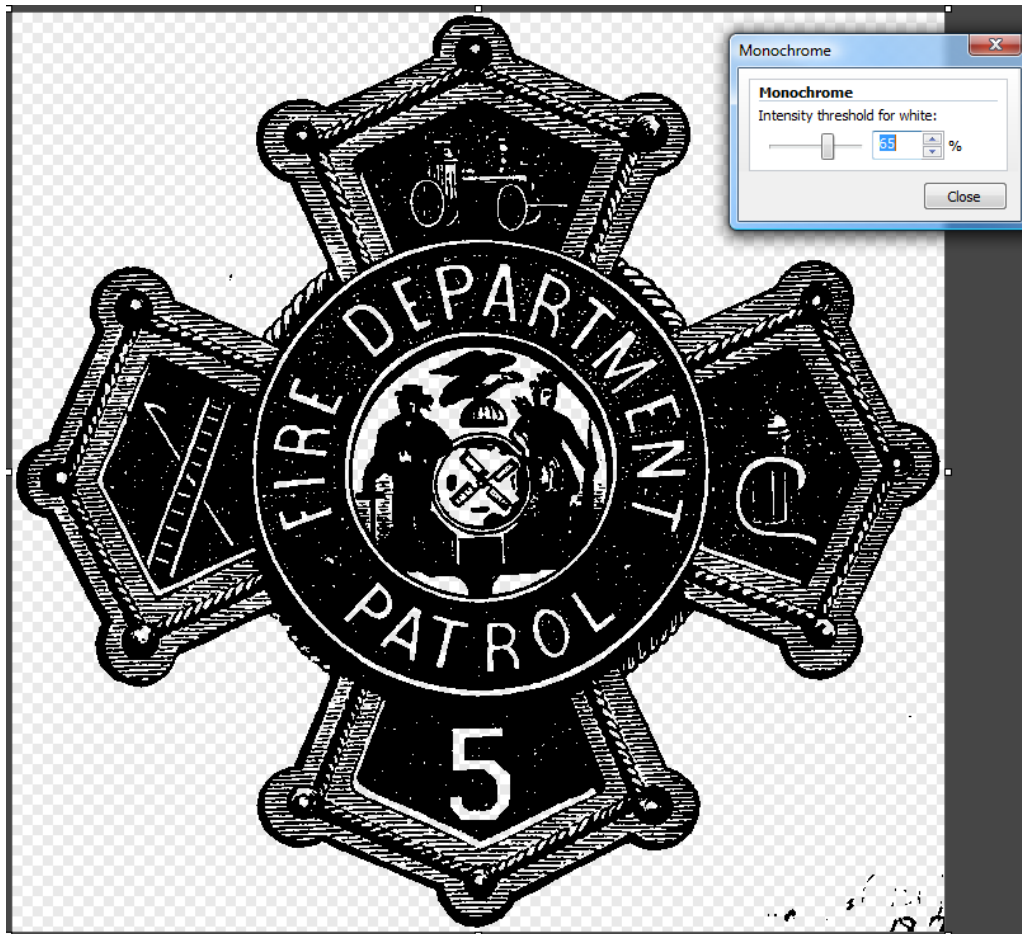 Monochrome
Monochrome
Intensity threshold for white:
65 %
Close
FIRE DEPARTMENT
PATROL
5